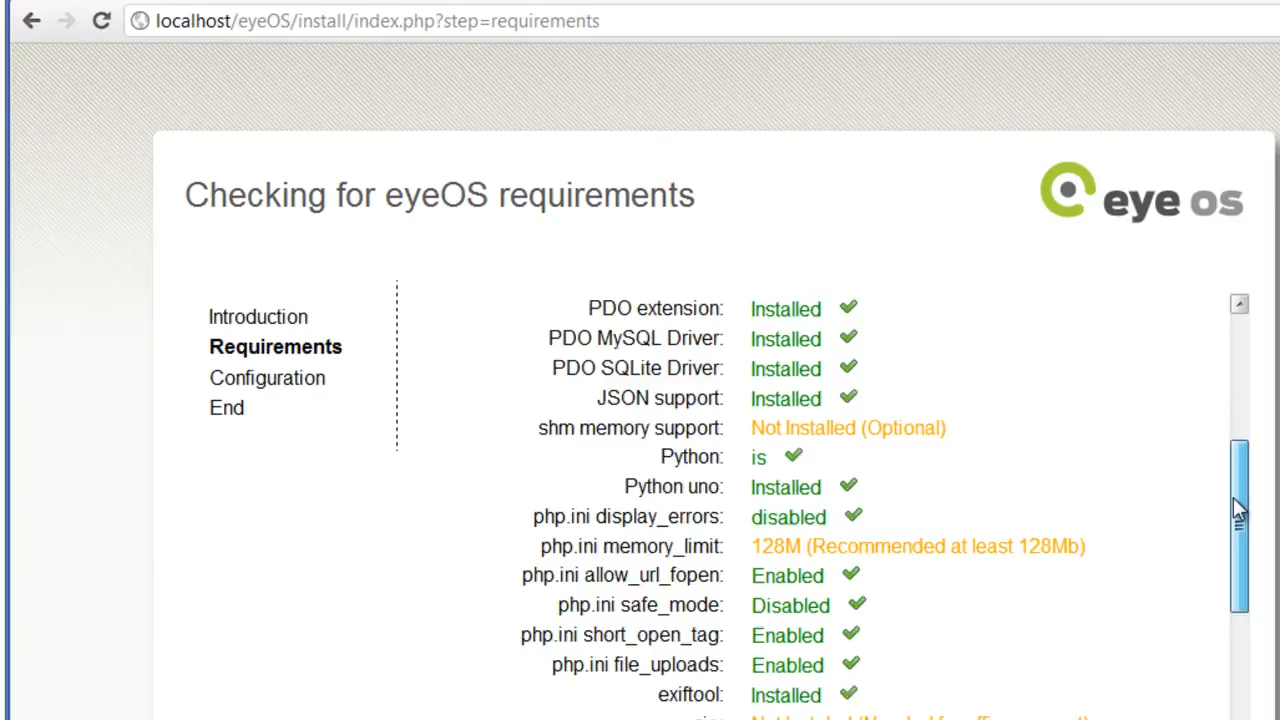 localhost/eyeOS/install/index.php?step=requirements
Checking for eyeOS requirements
eye os
Introduction
Requirements
Configuration
End
PDO extension: Installed
PDO MySQL Driver: Installed
PDO SQLite Driver: Installed
JSON support: Installed
shm memory support: Not Installed (Optional)
Python: is
Python uno: Installed
php.ini display_errors: disabled
php.ini memory_limit: 128M (Recommended at least 128Mb)
php.ini allow_url_fopen: Enabled
php.ini safe_mode: Disabled
php.ini short_open_tag: Enabled
php.ini file_uploads: Enabled
exiftool: Installed